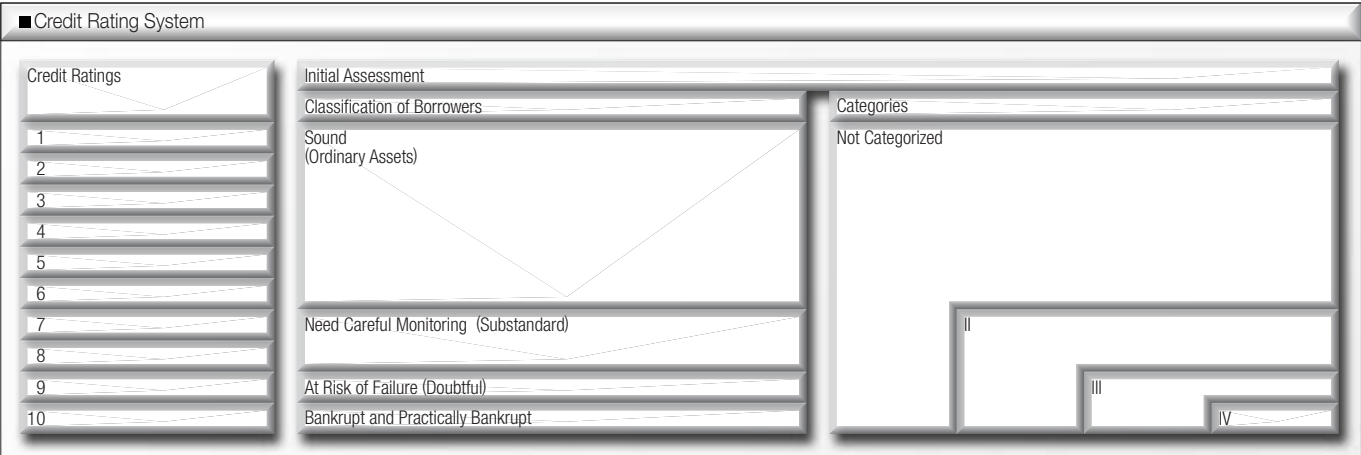 ■Credit Rating System
Credit Ratings
1
2
3
4
5
6
7
8
9
10
Initial Assessment
Classification of Borrowers
Sound
(Ordinary Assets)
Need Careful Monitoring (Substandard)
At Risk of Failure (Doubtful)
Bankrupt and Practically Bankrupt
Categories
Not Categorized
II
III
IV